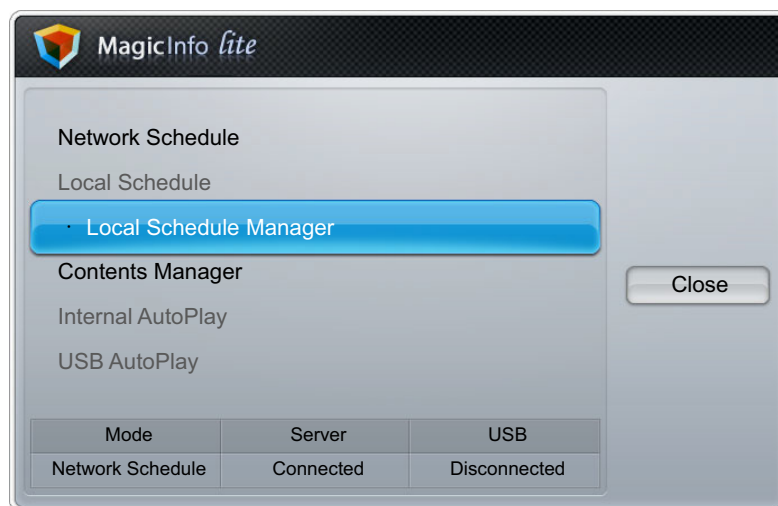 MagicInfo lite
Network Schedule
Local Schedule
· Local Schedule Manager
Contents Manager
Close
Internal AutoPlay
USB AutoPlay
Mode Server USB
Network Schedule Connected Disconnected